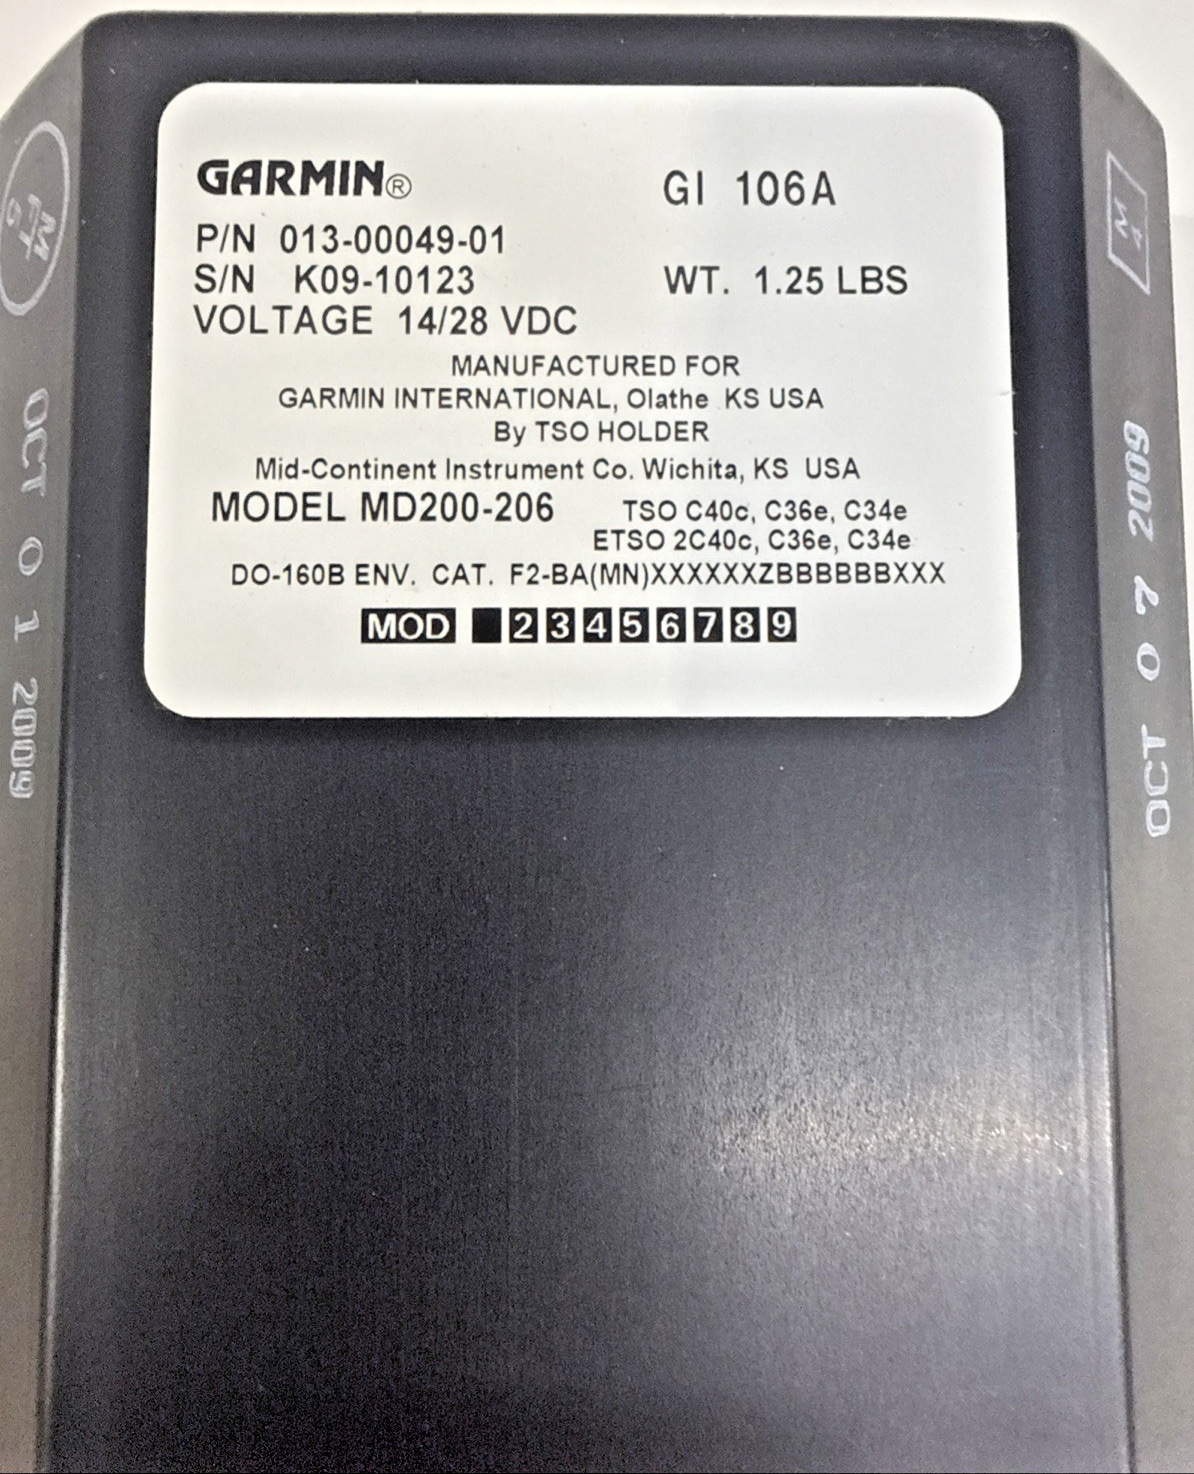 GARMIN®
GI 106A
P/N 013-00049-01
S/N K09-10123
WT. 1.25 LBS
VOLTAGE 14/28 VDC
MANUFACTURED FOR
GARMIN INTERNATIONAL, Olathe KS USA
By TSO HOLDER
Mid-Continent Instrument Co. Wichita, KS USA
MODEL MD200-206
TSO C40c, C36e, C34e
ETSO 2C40c, C36e, C34e
DO-160B ENV. CAT. F2-BA(MN)XXXXXXZBBBBBBXXX
MOD 2 3 4 5 6 7 8 9
OCT 0 1 2009
M
4
OCT 0 7 2009